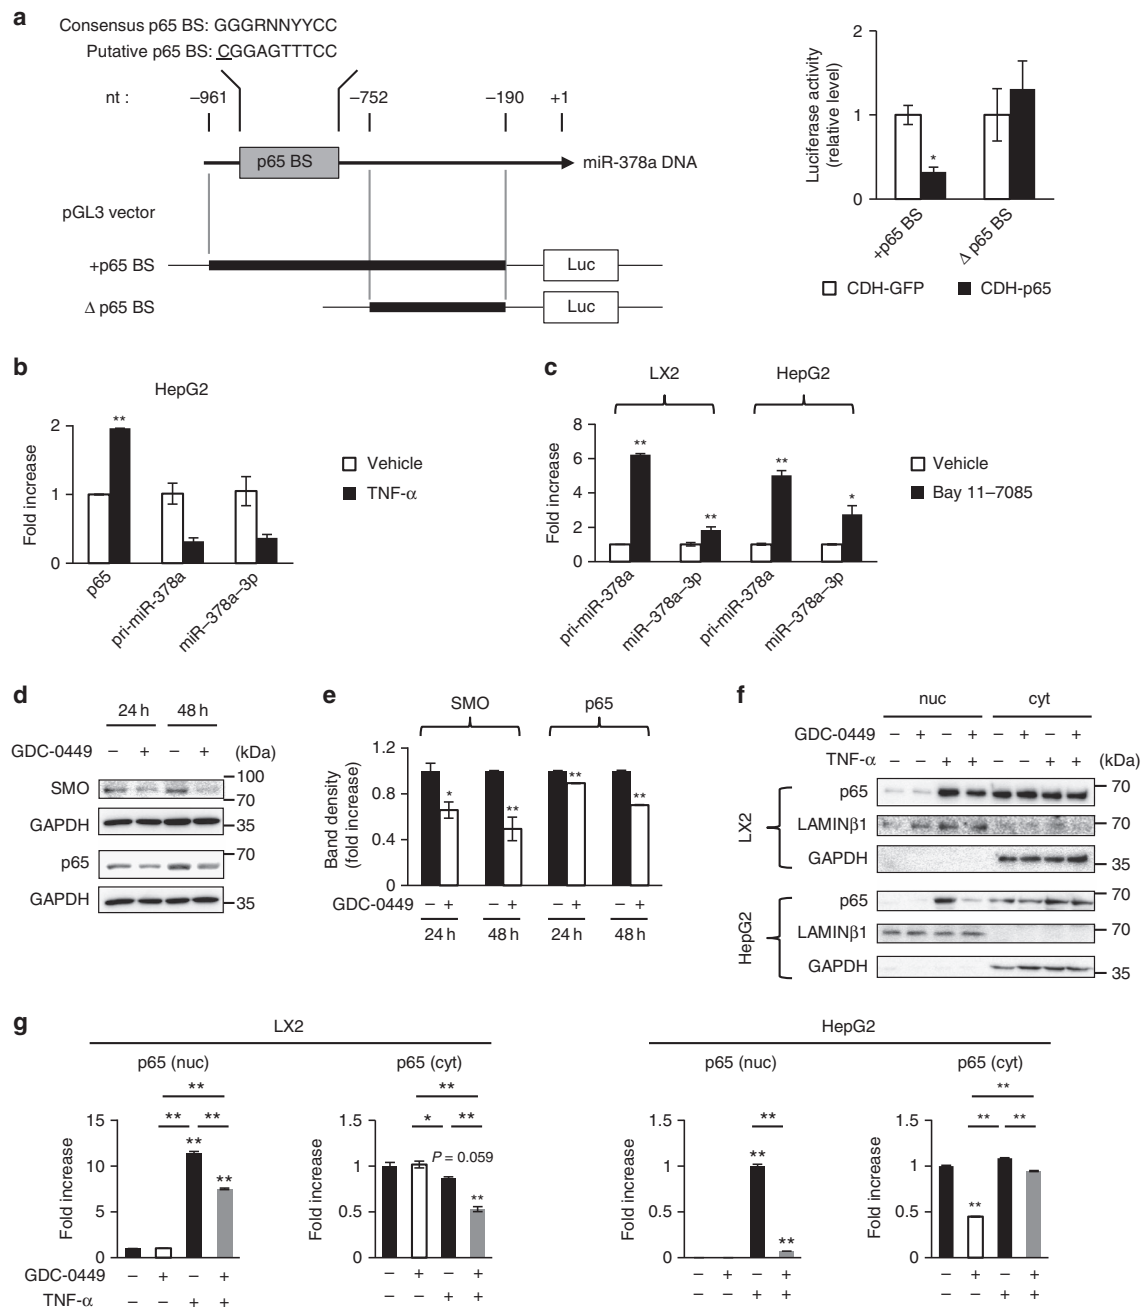 a
Consensus p65 BS: GGGRNNYYCC
Putative p65 BS: CGGAGTTTCC
nt :
−961
−752
−190
+1
p65 BS
miR-378a DNA
pGL3 vector
+p65 BS
Luc
Δ p65 BS
Luc
Luciferase activity
(relative level)
2
1
0
*
+p65 BS
Δ p65 BS
CDH-GFP
CDH-p65
b
HepG2
Fold increase
2
1
0
**
p65
pri-miR-378a
miR−378a−3p
Vehicle
TNF-α
c
LX2
HepG2
Fold increase
8
6
4
2
0
**
**
**
*
pri-miR-378a
miR−378a−3p
pri-miR-378a
miR−378a−3p
Vehicle
Bay 11–7085
d
24 h 48 h
GDC-0449 − + − + (kDa)
SMO
100
70
GAPDH
35
p65
70
GAPDH
35
e
SMO
p65
Band density
(fold increase)
1.2
0.8
0.4
0
*
**
**
**
GDC-0449 − + − + − + − +
24 h 48 h 24 h 48 h
f
nuc cyt
GDC-0449 − + − + − + − +
TNF-α − − + + − − + + (kDa)
LX2
p65
70
LAMINβ1
70
GAPDH
35
HepG2
p65
70
LAMINβ1
70
GAPDH
35
g
LX2
HepG2
p65 (nuc)
Fold increase
15
10
5
0
**
** **
**
**
GDC-0449 − + − +
TNF-α − − + +
p65 (cyt)
Fold increase
1.5
1
0.5
0
**
* **
P = 0.059
**
− + − +
− − + +
p65 (nuc)
Fold increase
1.5
1
0.5
0
**
**
**
− + − +
− − + +
p65 (cyt)
Fold increase
1.5
1
0.5
0
**
** **
**
− + − +
− − + +